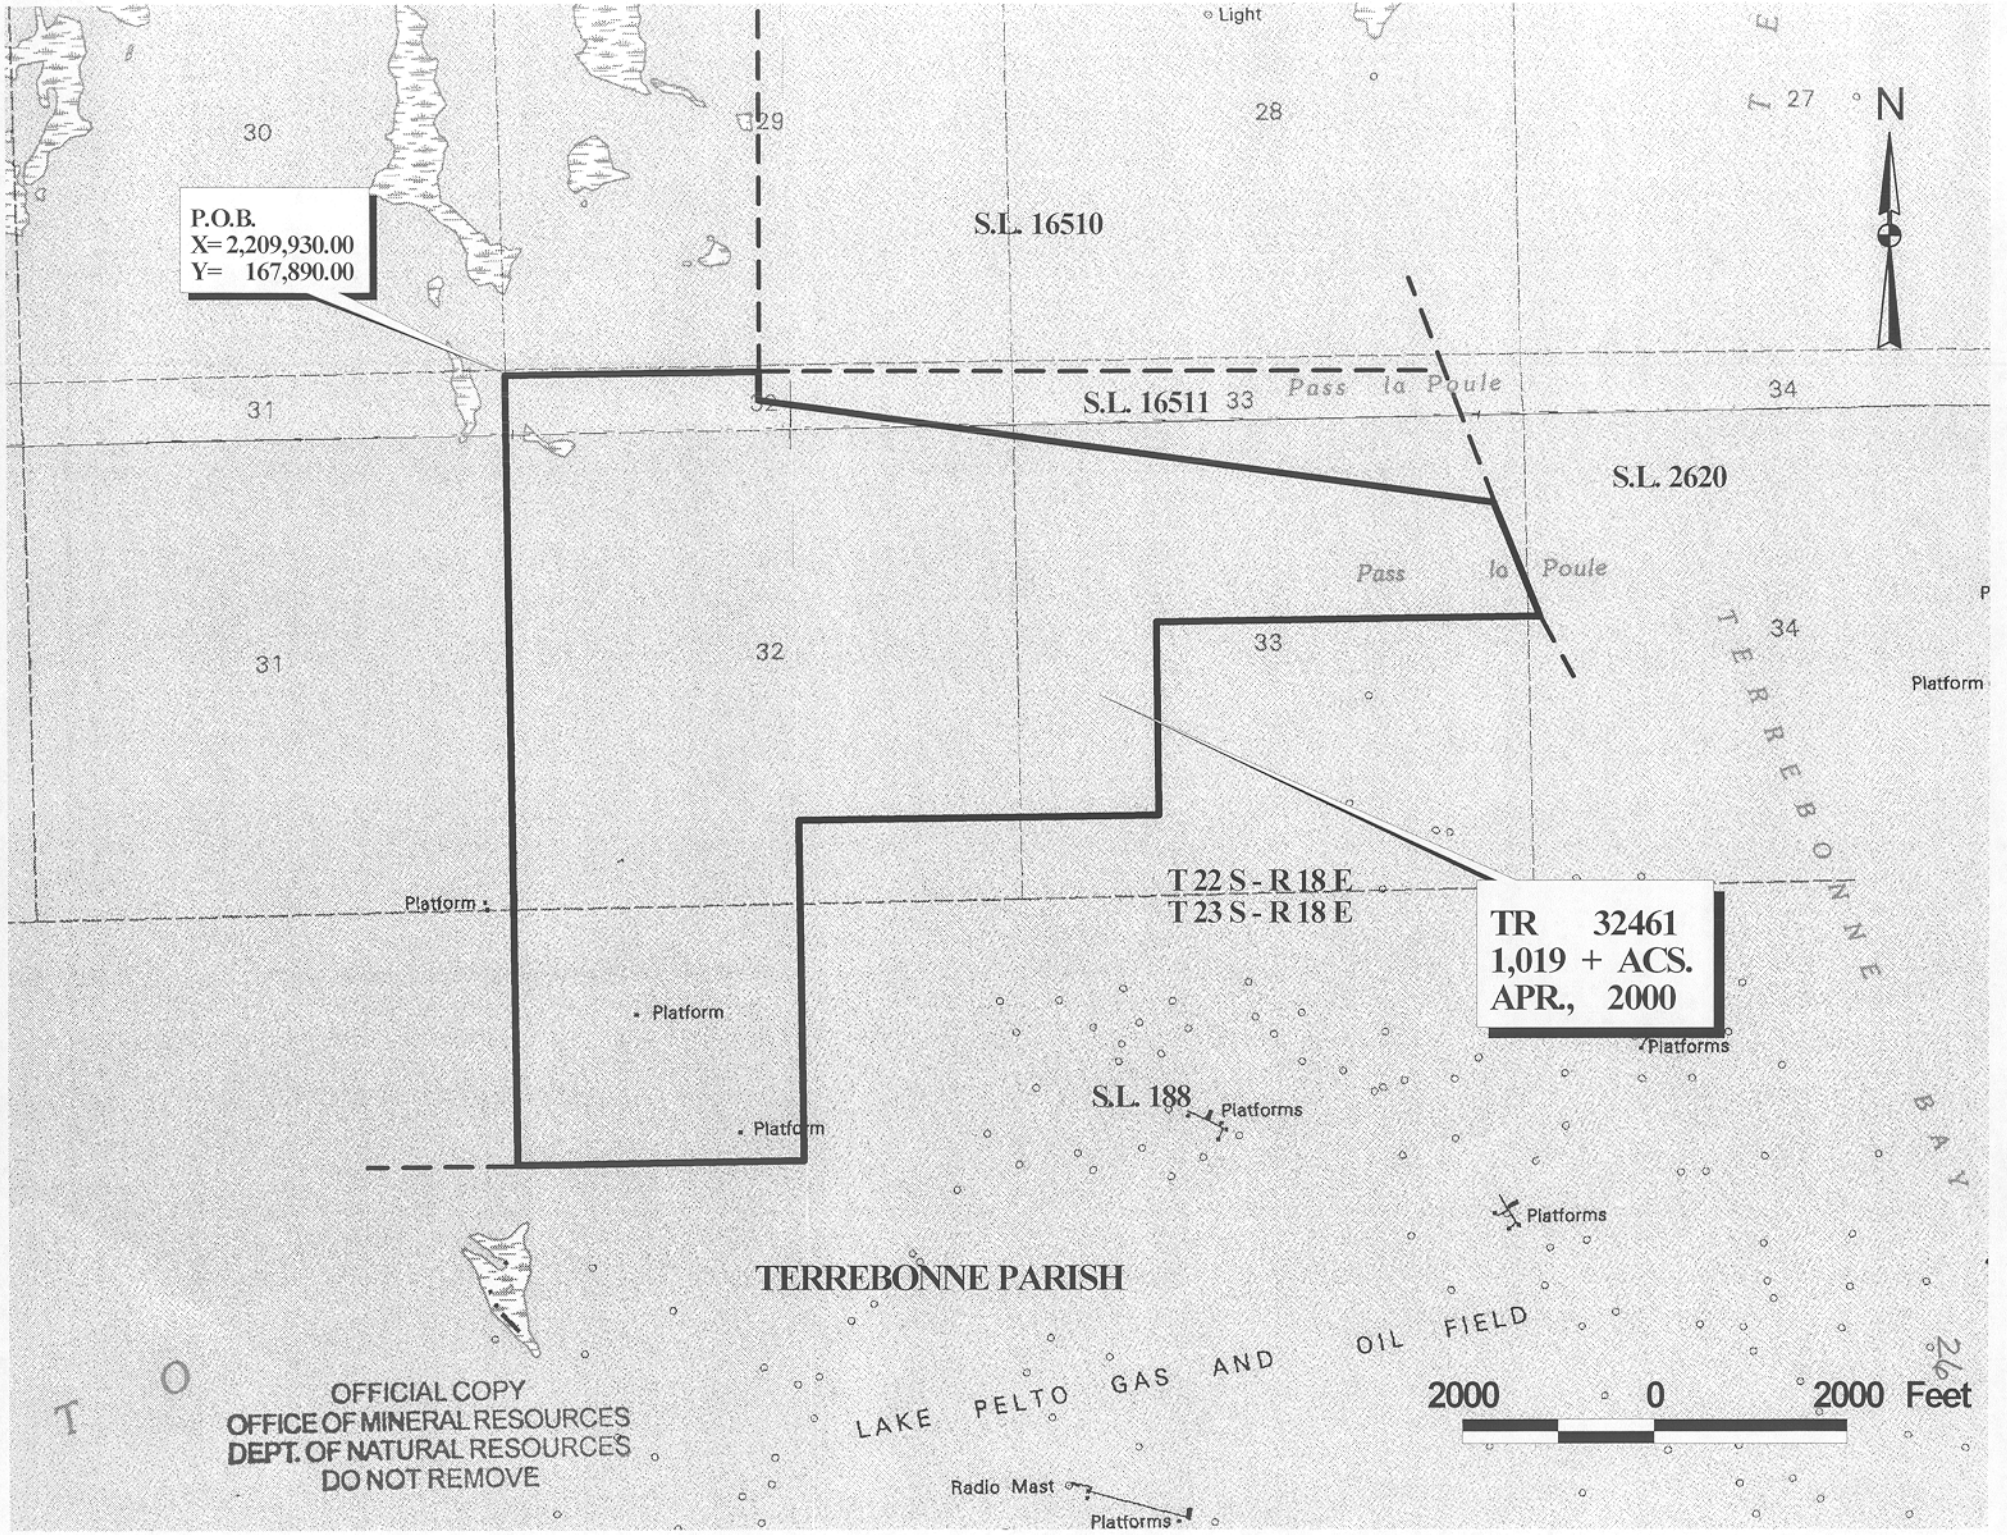 Light
T E
27
N
28
29
30
P.O.B.
X= 2,209,930.00
Y= 167,890.00
S.L. 16510
31
32
S.L. 16511
33
Pass la Poule
34
S.L. 2620
Pass la Poule
31
32
33
34
P
Platform
TERREBONNE
T 22 S - R 18 E
T 23 S - R 18 E
Platform
TR 32461
1,019 + ACS.
APR., 2000
Platform
Platforms
S.L. 188
Platforms
Platform
BAY
Platforms
TERREBONNE PARISH
LAKE PELTO GAS AND OIL FIELD
26
T O
OFFICIAL COPY
OFFICE OF MINERAL RESOURCES
DEPT. OF NATURAL RESOURCES
DO NOT REMOVE
2000 0 2000 Feet
Radio Mast
Platforms